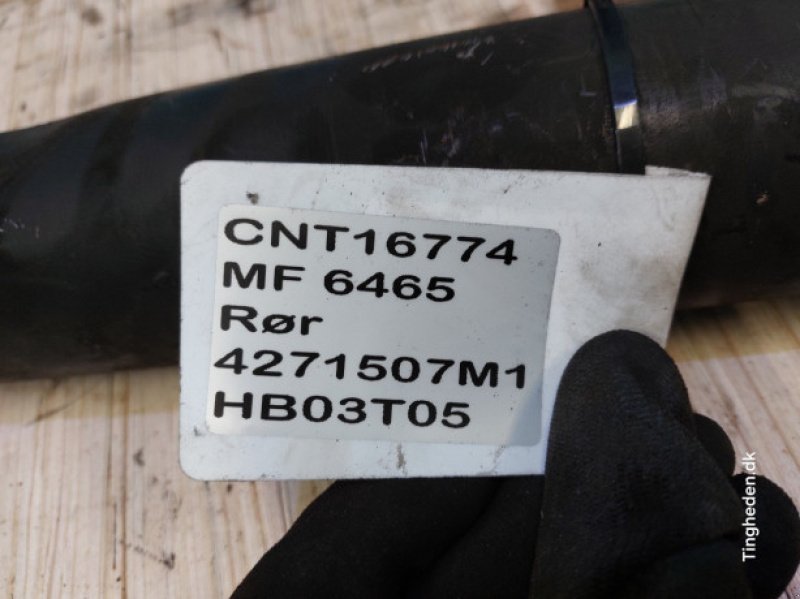 CNT16774
MF 6465
Rør
4271507M1
HB03T05
Tingheden.dk